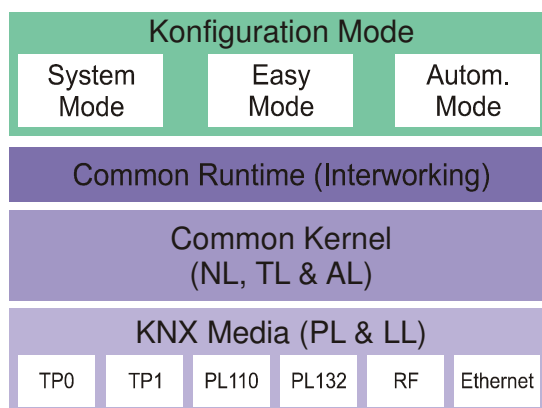 Konfiguration Mode
System Mode
Easy Mode
Autom. Mode
Common Runtime (Interworking)
Common Kernel
(NL, TL & AL)
KNX Media (PL & LL)
TP0
TP1
PL110
PL132
RF
Ethernet